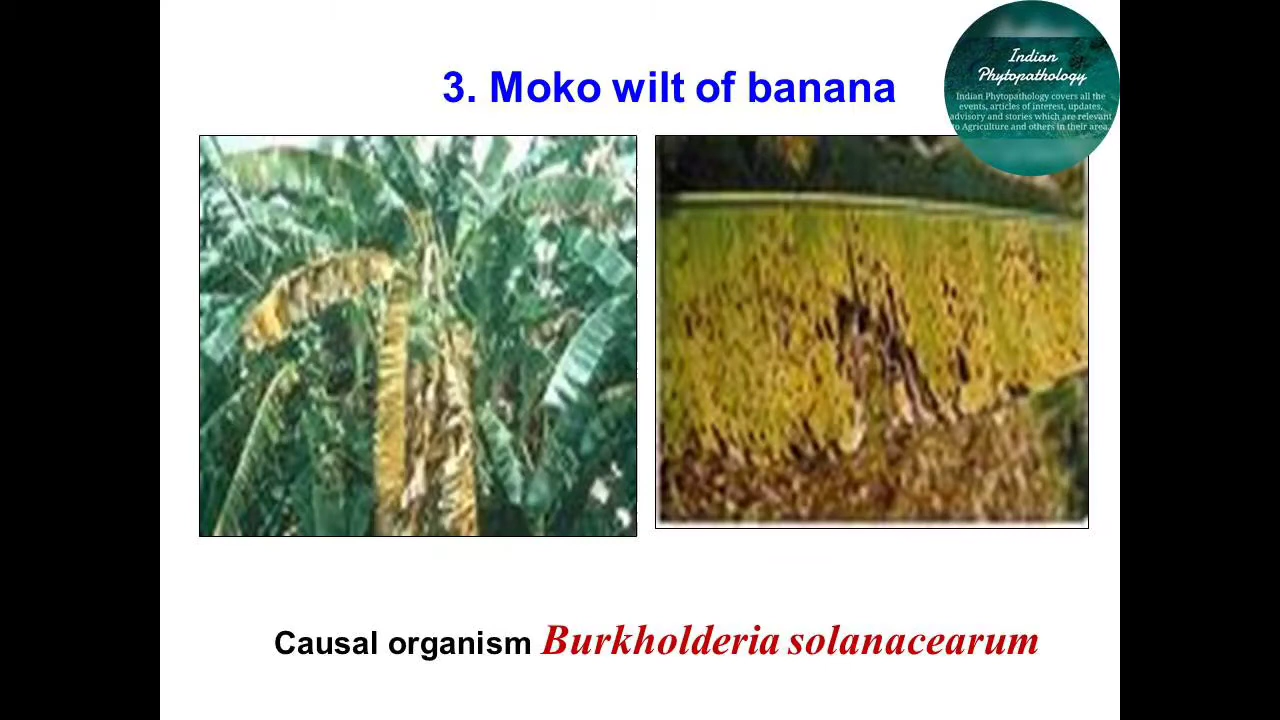 3. Moko wilt of banana
Indian
Phytopathology
Indian Phytopathology covers all the
events, articles of interest, updates,
advisory and stories which are relevant
to Agriculture and others in their area.
Causal organism Burkholderia solanacearum